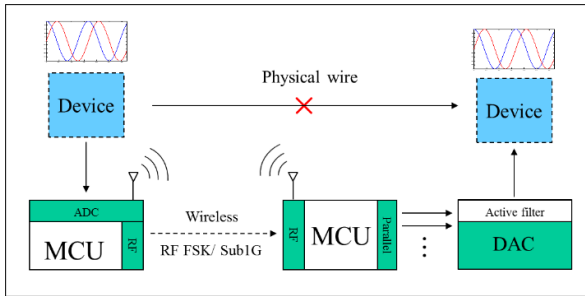 Physical wire
Device
Device
ADC
MCU
RF
Wireless
RF FSK/ Sub1G
RF
MCU
Parallel
Active filter
DAC